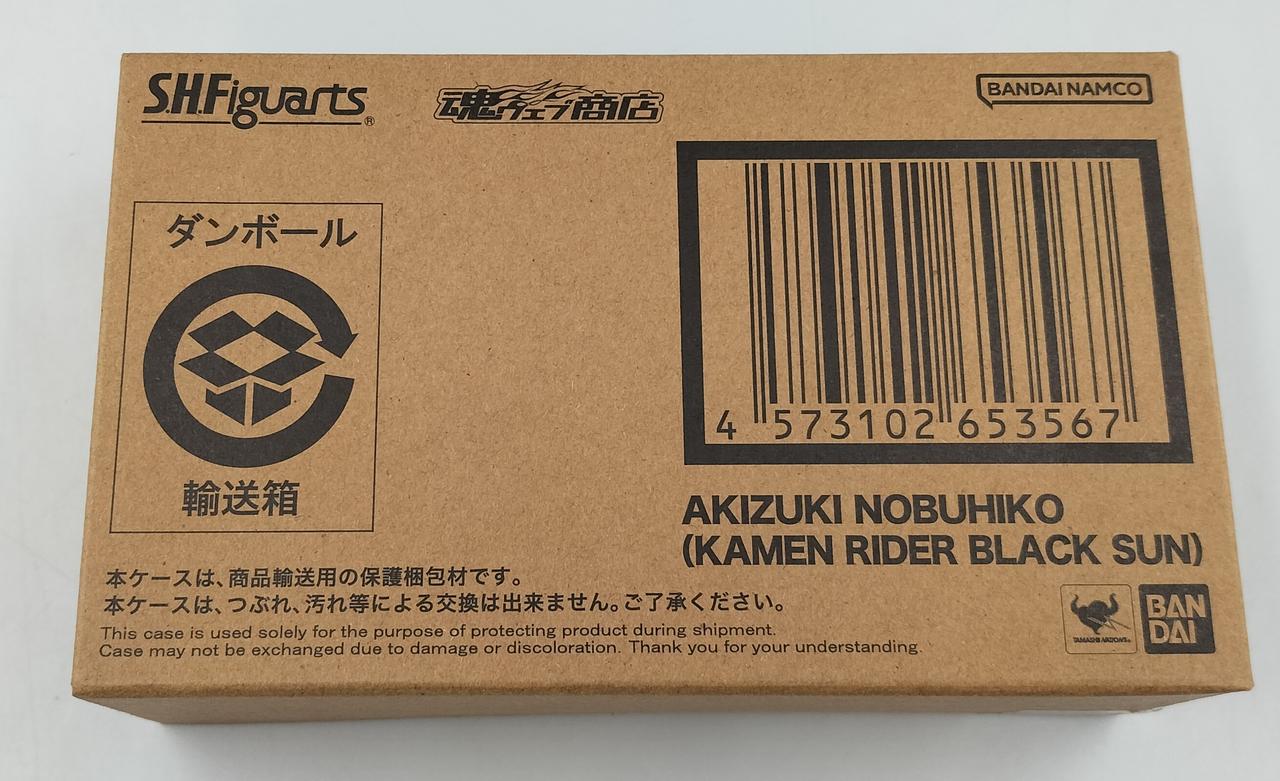 S.H.Figuarts®
魂ウェブ商店
BANDAI NAMCO
ダンボール
輸送箱
4 573102 653567
AKIZUKI NOBUHIKO
(KAMEN RIDER BLACK SUN)
本ケースは、商品輸送用の保護梱包材です。
本ケースは、つぶれ、汚れ等による交換は出来ません。ご了承ください。
This case is used solely for the purpose of protecting product during shipment.
Case may not be exchanged due to damage or discoloration. Thank you for your understanding.
TAMASHII NATIONS
BAN
DAI